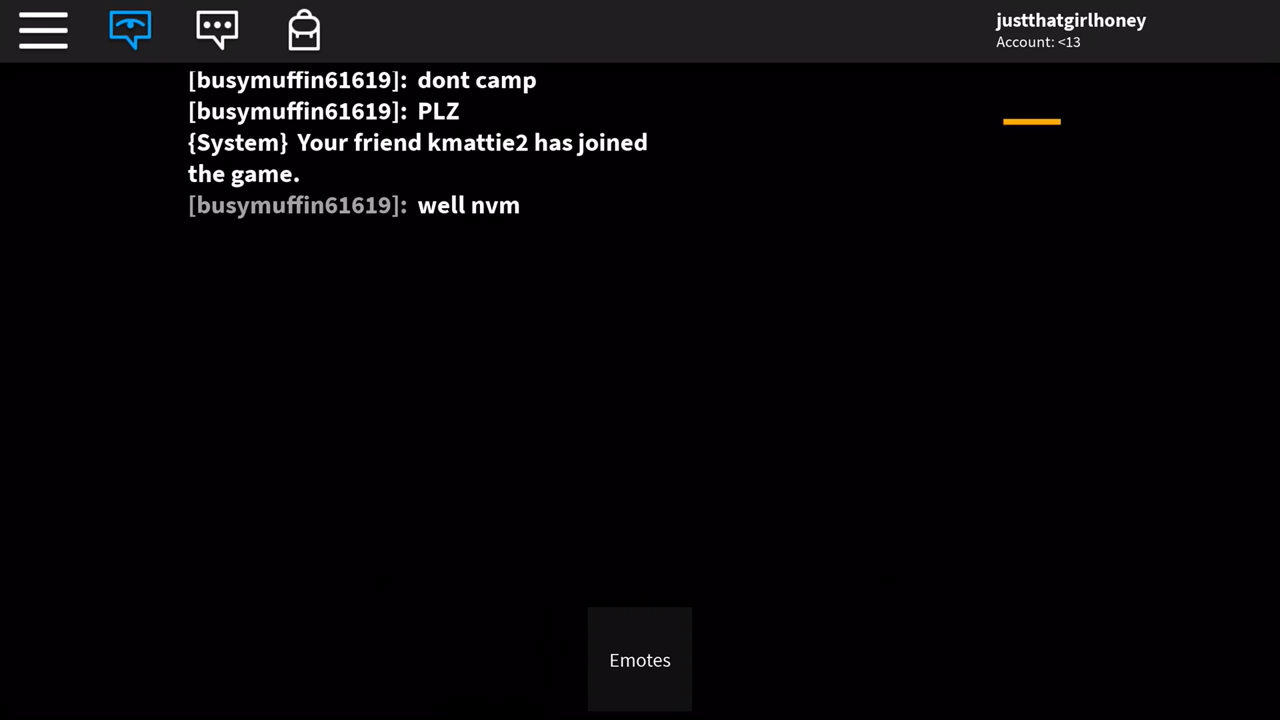 justthatgirlhoney
Account: <13
[busymuffin61619]: dont camp
[busymuffin61619]: PLZ
{System} Your friend kmattie2 has joined
the game.
[busymuffin61619]: well nvm
Emotes